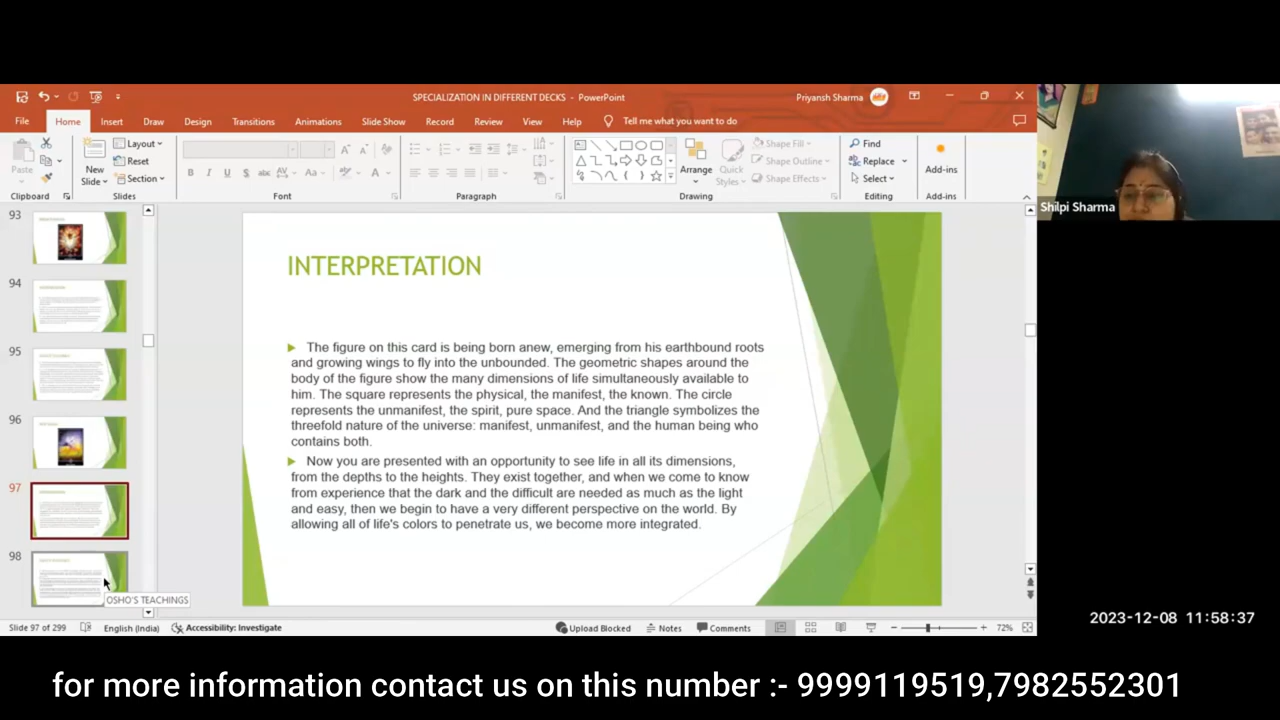 SPECIALIZATION IN DIFFERENT DECKS - PowerPoint
Priyansh Sharma
File Home Insert Draw Design Transitions Animations Slide Show Record Review View Help Tell me what you want to do
Paste
Clipboard
New Slide
Layout
Reset
Section
Slides
B I U S abc AV Aa A
Font
Paragraph
Arrange
Quick Styles
Shape Fill
Shape Outline
Shape Effects
Drawing
Find
Replace
Select
Editing
Add-ins
Add-ins
Shilpi Sharma
93
94
95
96
97
98
OSHO'S TEACHINGS
INTERPRETATION
The figure on this card is being born anew, emerging from his earthbound roots
and growing wings to fly into the unbounded. The geometric shapes around the
body of the figure show the many dimensions of life simultaneously available to
him. The square represents the physical, the manifest, the known. The circle
represents the unmanifest, the spirit, pure space. And the triangle symbolizes the
threefold nature of the universe: manifest, unmanifest, and the human being who
contains both.
Now you are presented with an opportunity to see life in all its dimensions,
from the depths to the heights. They exist together, and when we come to know
from experience that the dark and the difficult are needed as much as the light
and easy, then we begin to have a very different perspective on the world. By
allowing all of life's colors to penetrate us, we become more integrated.
Slide 97 of 299 English (India) Accessibility: Investigate Upload Blocked Notes Comments 72%
2023-12-08 11:58:37
for more information contact us on this number :- 9999119519,7982552301